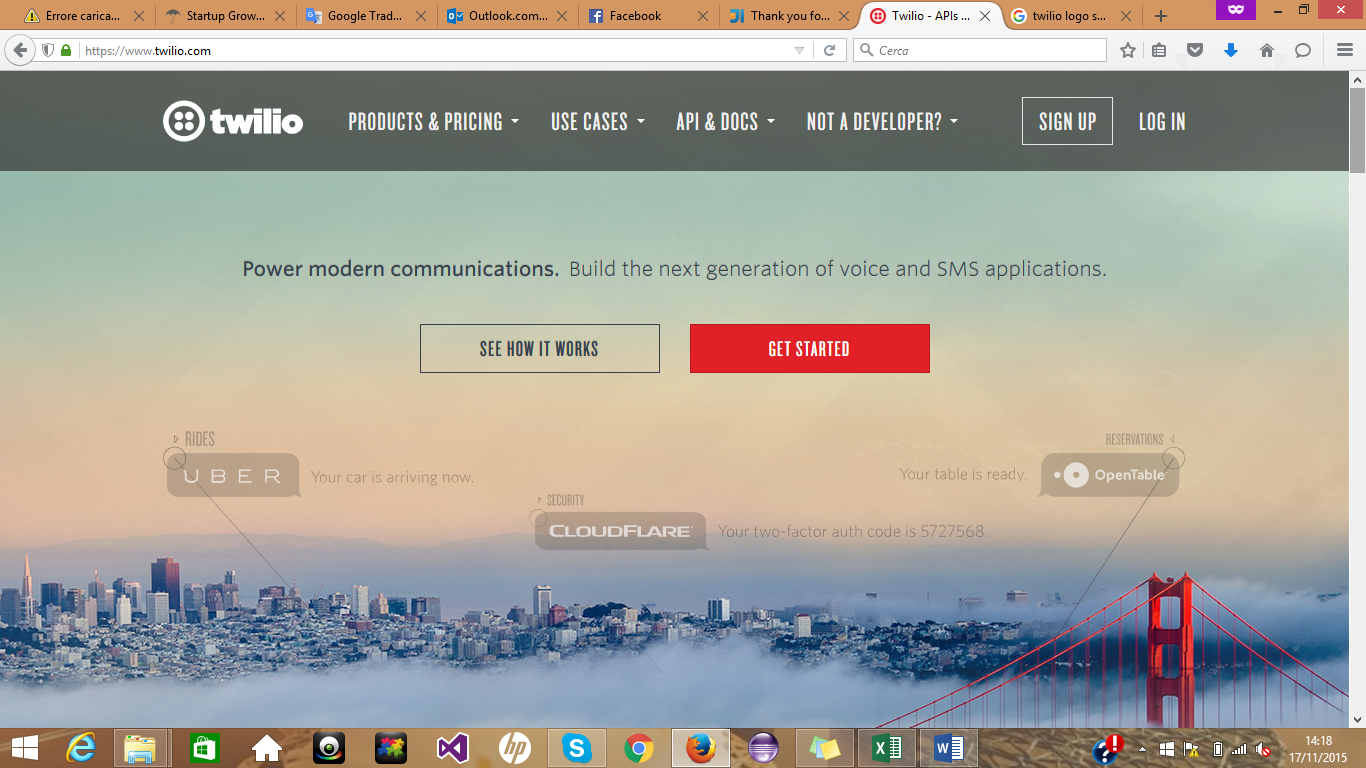 Errore carica...
Startup Grow...
Google Trad...
Outlook.com...
Facebook
Thank you fo...
Twilio - APIs ...
twilio logo s...
https://www.twilio.com
Cerca
twilio
PRODUCTS & PRICING
USE CASES
API & DOCS
NOT A DEVELOPER?
SIGN UP
LOG IN
Power modern communications. Build the next generation of voice and SMS applications.
SEE HOW IT WORKS
GET STARTED
RIDES
UBER
Your car is arriving now.
RESERVATIONS
Your table is ready.
OpenTable
SECURITY
CLOUDFLARE
Your two-factor auth code is 5727568.
14:18
17/11/2015